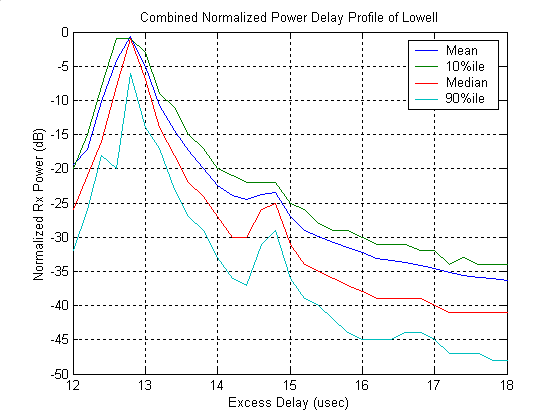 Combined Normalized Power Delay Profile of Lowell
Normalized Rx Power (dB)
0
-5
-10
-15
-20
-25
-30
-35
-40
-45
-50
Mean
10%ile
Median
90%ile
12
13
14
15
16
17
18
Excess Delay (usec)